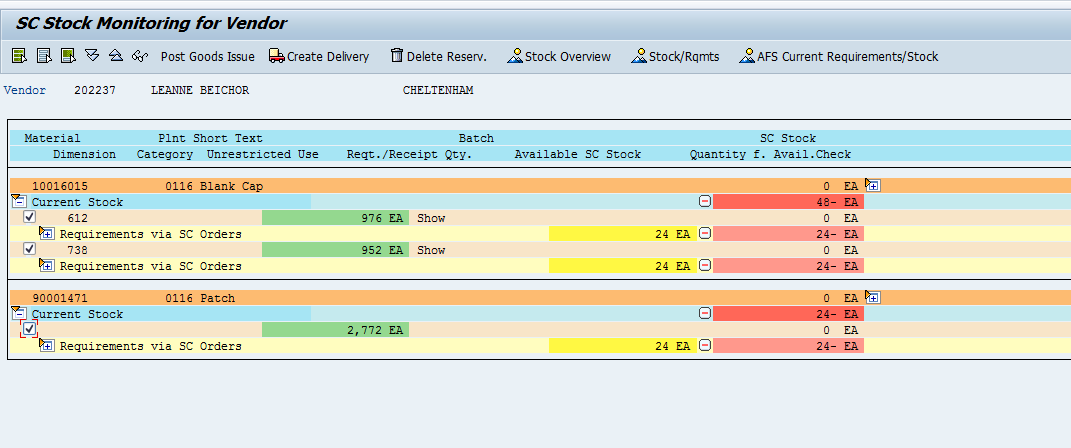 SC Stock Monitoring for Vendor
Post Goods Issue Create Delivery Delete Reserv. Stock Overview Stock/Rqmts AFS Current Requirements/Stock
Vendor 202237 LEANNE BEICHOR CHELTENHAM
Material Plnt Short Text Batch SC Stock
Dimension Category Unrestricted Use Reqt./Receipt Qty. Available SC Stock Quantity f. Avail.Check
10016015 0116 Blank Cap 0 EA
Current Stock 48- EA
612 976 EA Show 0 EA
Requirements via SC Orders 24 EA 24- EA
738 952 EA Show 0 EA
Requirements via SC Orders 24 EA 24- EA
90001471 0116 Patch 0 EA
Current Stock 24- EA
2,772 EA 0 EA
Requirements via SC Orders 24 EA 24- EA